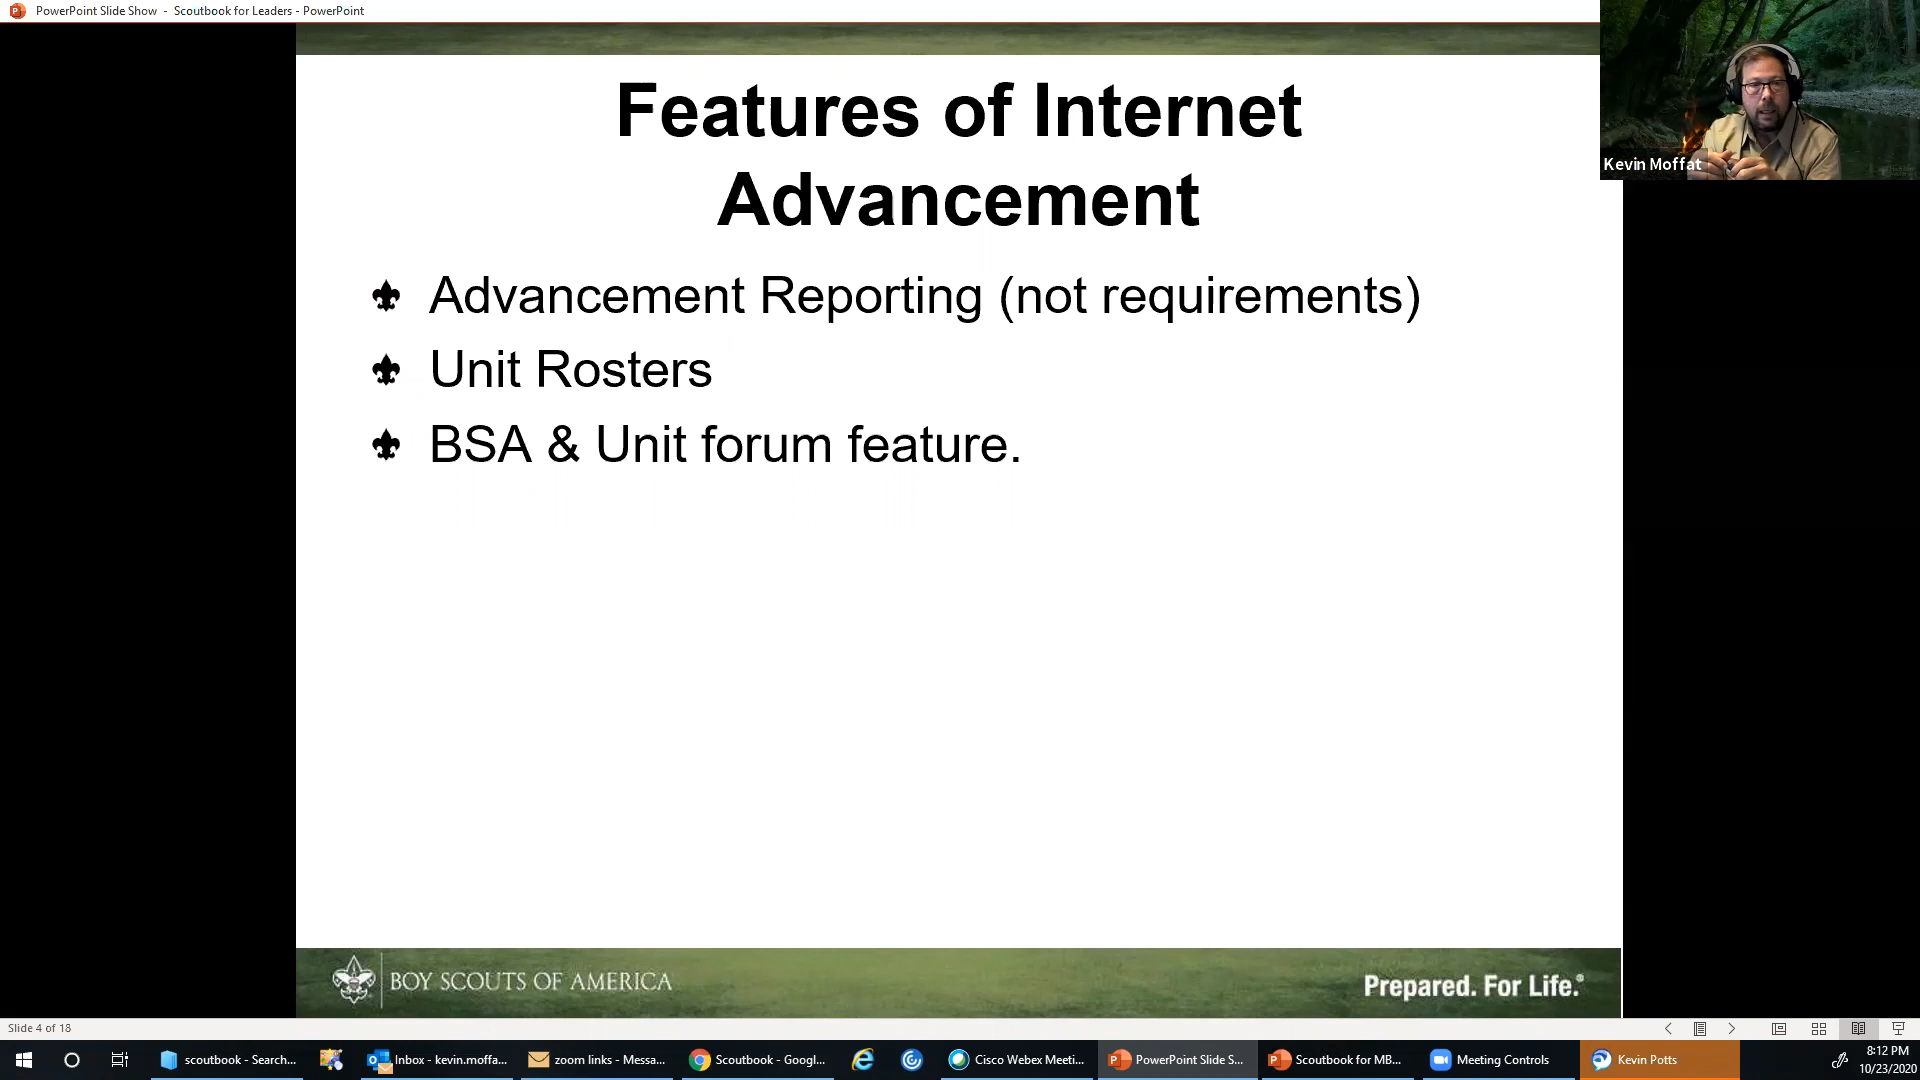 PowerPoint Slide Show - Scoutbook for Leaders - PowerPoint
Features of Internet
Advancement
Advancement Reporting (not requirements)
Unit Rosters
BSA & Unit forum feature.
Kevin Moffat
BOY SCOUTS OF AMERICA
Prepared. For Life.®
Slide 4 of 18
scoutbook - Search...
Inbox - kevin.moffa...
zoom links - Messa...
Scoutbook - Googl...
Cisco Webex Meeti...
PowerPoint Slide S...
Scoutbook for MB...
Meeting Controls
Kevin Potts
8:12 PM
10/23/2020